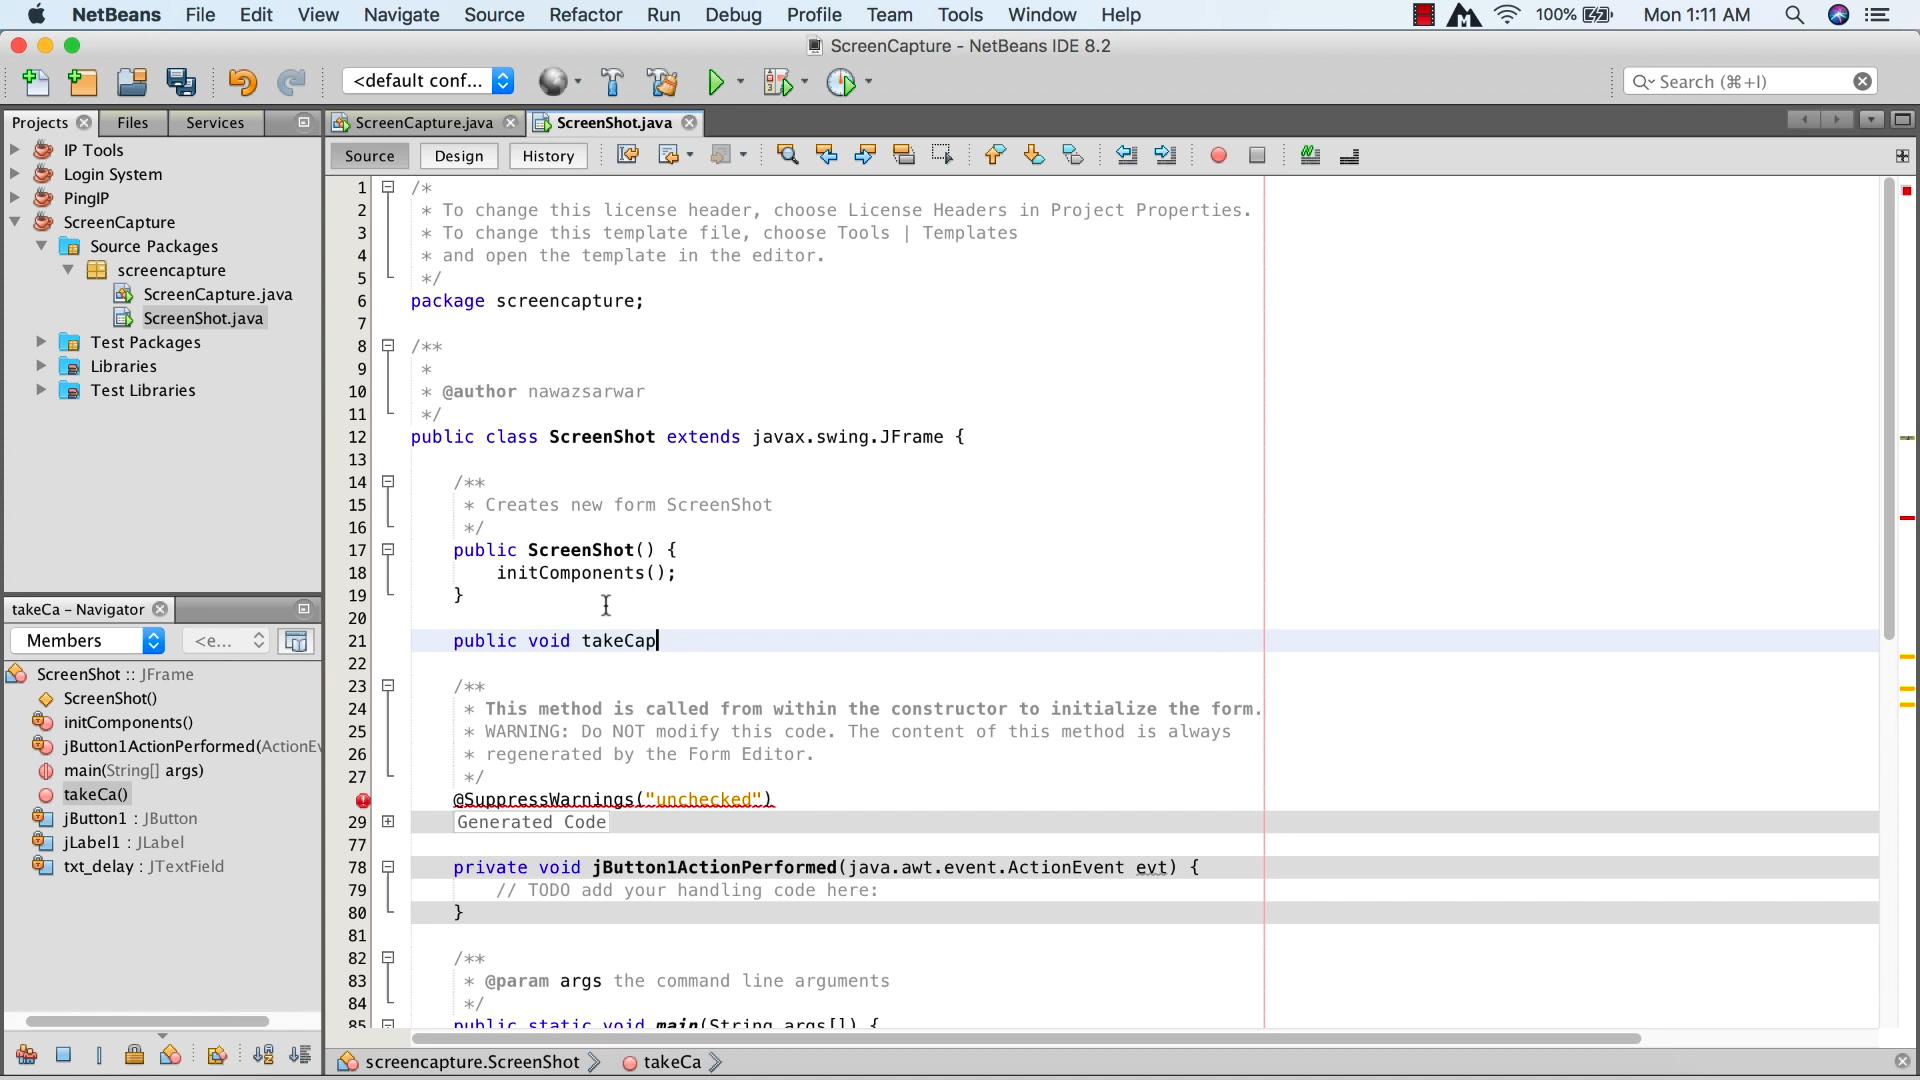 NetBeans File Edit View Navigate Source Refactor Run Debug Profile Team Tools Window Help 100% Mon 1:11 AM
ScreenCapture - NetBeans IDE 8.2
<default conf... Search (⌘+I)
Projects Files Services ScreenCapture.java ScreenShot.java
Source Design History
IP Tools
Login System
PingIP
ScreenCapture
Source Packages
screencapture
ScreenCapture.java
ScreenShot.java
Test Packages
Libraries
Test Libraries
takeCa - Navigator
Members <e...
ScreenShot :: JFrame
ScreenShot()
initComponents()
jButton1ActionPerformed(ActionEv
main(String[] args)
takeCa()
jButton1 : JButton
jLabel1 : JLabel
txt_delay : JTextField
1 /*
2 * To change this license header, choose License Headers in Project Properties.
3 * To change this template file, choose Tools | Templates
4 * and open the template in the editor.
5 */
6 package screencapture;
7
8 /**
9 *
10 * @author nawazsarwar
11 */
12 public class ScreenShot extends javax.swing.JFrame {
13
14 /**
15 * Creates new form ScreenShot
16 */
17 public ScreenShot() {
18 initComponents();
19 }
20
21 public void takeCap
22
23 /**
24 * This method is called from within the constructor to initialize the form.
25 * WARNING: Do NOT modify this code. The content of this method is always
26 * regenerated by the Form Editor.
27 */
@SuppressWarnings("unchecked")
29 Generated Code
77
78 private void jButton1ActionPerformed(java.awt.event.ActionEvent evt) {
79 // TODO add your handling code here:
80 }
81
82 /**
83 * @param args the command line arguments
84 */
85 public static void main(String args[]) {
screencapture.ScreenShot takeCa